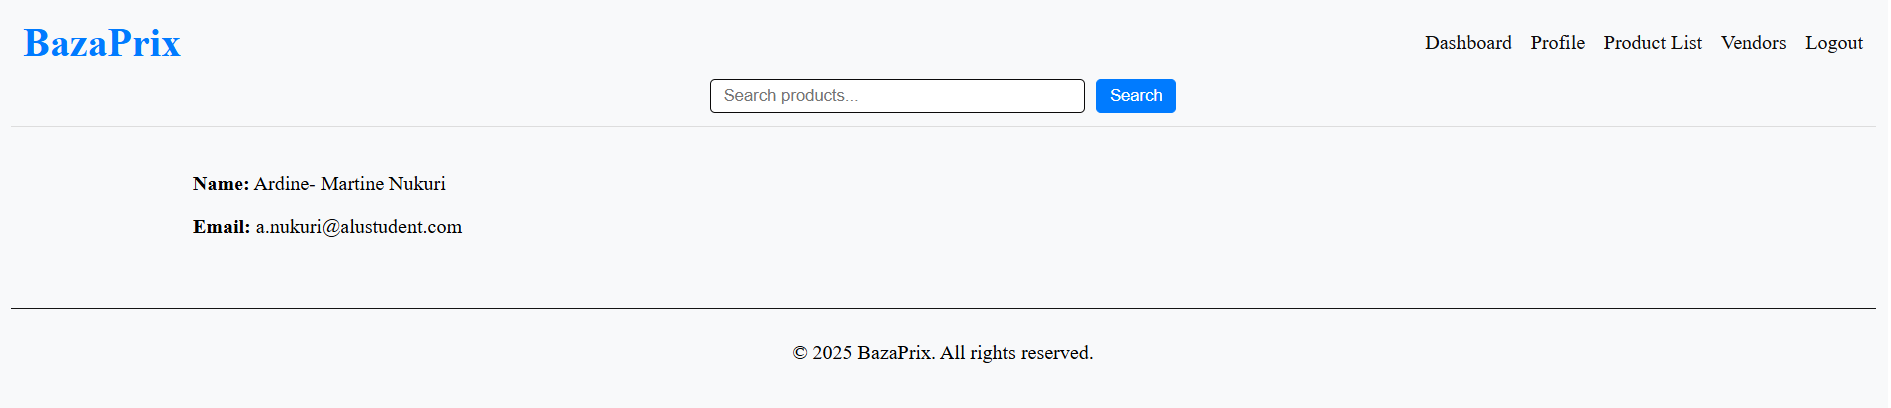 BazaPrix
Dashboard Profile Product List Vendors Logout
Search products... Search
Name: Ardine- Martine Nukuri
Email: a.nukuri@alustudent.com
© 2025 BazaPrix. All rights reserved.